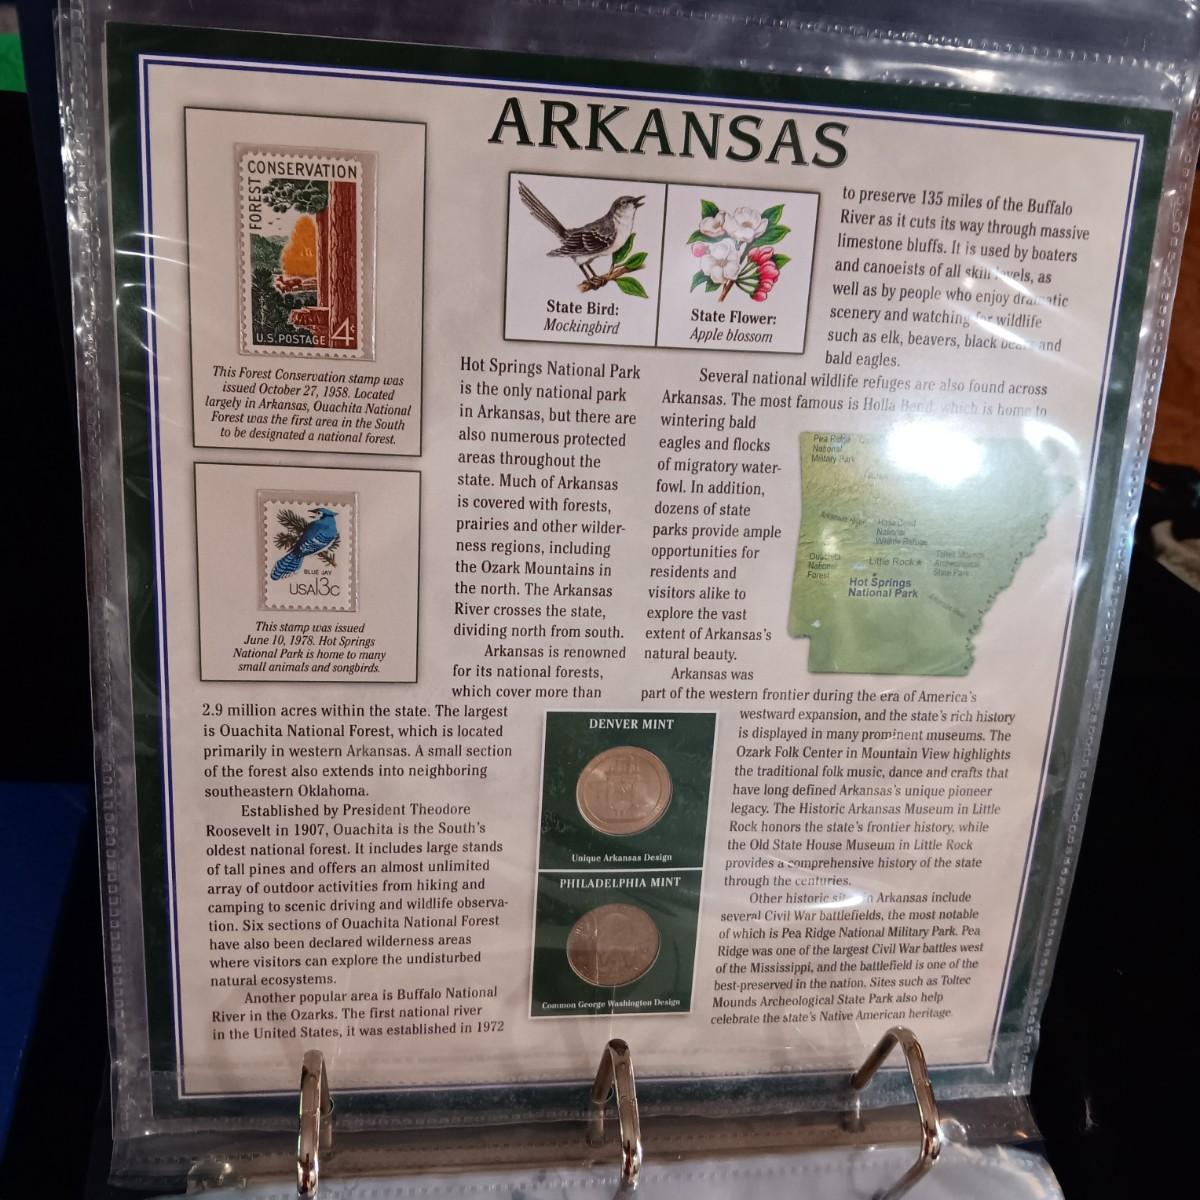 ARKANSAS
FOREST
CONSERVATION
U.S. POSTAGE 4¢
This Forest Conservation stamp was
issued October 27, 1958. Located
largely in Arkansas, Ouachita National
Forest was the first area in the South
to be designated a national forest.
BLUE JAY
USA 13c
This stamp was issued
June 10, 1978. Hot Springs
National Park is home to many
small animals and songbirds.
State Bird:
Mockingbird
State Flower:
Apple blossom
Hot Springs National Park
is the only national park
in Arkansas, but there are
also numerous protected
areas throughout the
state. Much of Arkansas
is covered with forests,
prairies and other wilder-
ness regions, including
the Ozark Mountains in
the north. The Arkansas
River crosses the state,
dividing north from south.
Arkansas is renowned
for its national forests,
which cover more than
2.9 million acres within the state. The largest
is Ouachita National Forest, which is located
primarily in western Arkansas. A small section
of the forest also extends into neighboring
southeastern Oklahoma.
Established by President Theodore
Roosevelt in 1907, Ouachita is the South's
oldest national forest. It includes large stands
of tall pines and offers an almost unlimited
array of outdoor activities from hiking and
camping to scenic driving and wildlife observa-
tion. Six sections of Ouachita National Forest
have also been declared wilderness areas
where visitors can explore the undisturbed
natural ecosystems.
Another popular area is Buffalo National
River in the Ozarks. The first national river
in the United States, it was established in 1972
to preserve 135 miles of the Buffalo
River as it cuts its way through massive
limestone bluffs. It is used by boaters
and canoeists of all skill levels, as
well as by people who enjoy dramatic
scenery and watching for wildlife
such as elk, beavers, black bears and
bald eagles.
Several national wildlife refuges are also found across
Arkansas. The most famous is Holla Bend, which is home to
wintering bald
eagles and flocks
of migratory water-
fowl. In addition,
dozens of state
parks provide ample
opportunities for
residents and
visitors alike to
explore the vast
extent of Arkansas's
natural beauty.
Arkansas was
part of the western frontier during the era of America's
westward expansion, and the state's rich history
is displayed in many prominent museums. The
Ozark Folk Center in Mountain View highlights
the traditional folk music, dance and crafts that
have long defined Arkansas's unique pioneer
legacy. The Historic Arkansas Museum in Little
Rock honors the state's frontier history, while
the Old State House Museum in Little Rock
provides a comprehensive history of the state
through the centuries.
Other historic sites in Arkansas include
several Civil War battlefields, the most notable
of which is Pea Ridge National Military Park. Pea
Ridge was one of the largest Civil War battles west
of the Mississippi, and the battlefield is one of the
best-preserved in the nation. Sites such as Toltec
Mounds Archeological State Park also help
celebrate the state's Native American heritage.
Pea Ridge
National
Military Park
Arkansas River
Holla Bend
National
Wildlife Refuge
Ouachita
National
Forest
Little Rock
Toltec Mounds
Archeological
State Park
Hot Springs
National Park
DENVER MINT
Unique Arkansas Design
PHILADELPHIA MINT
Common George Washington Design